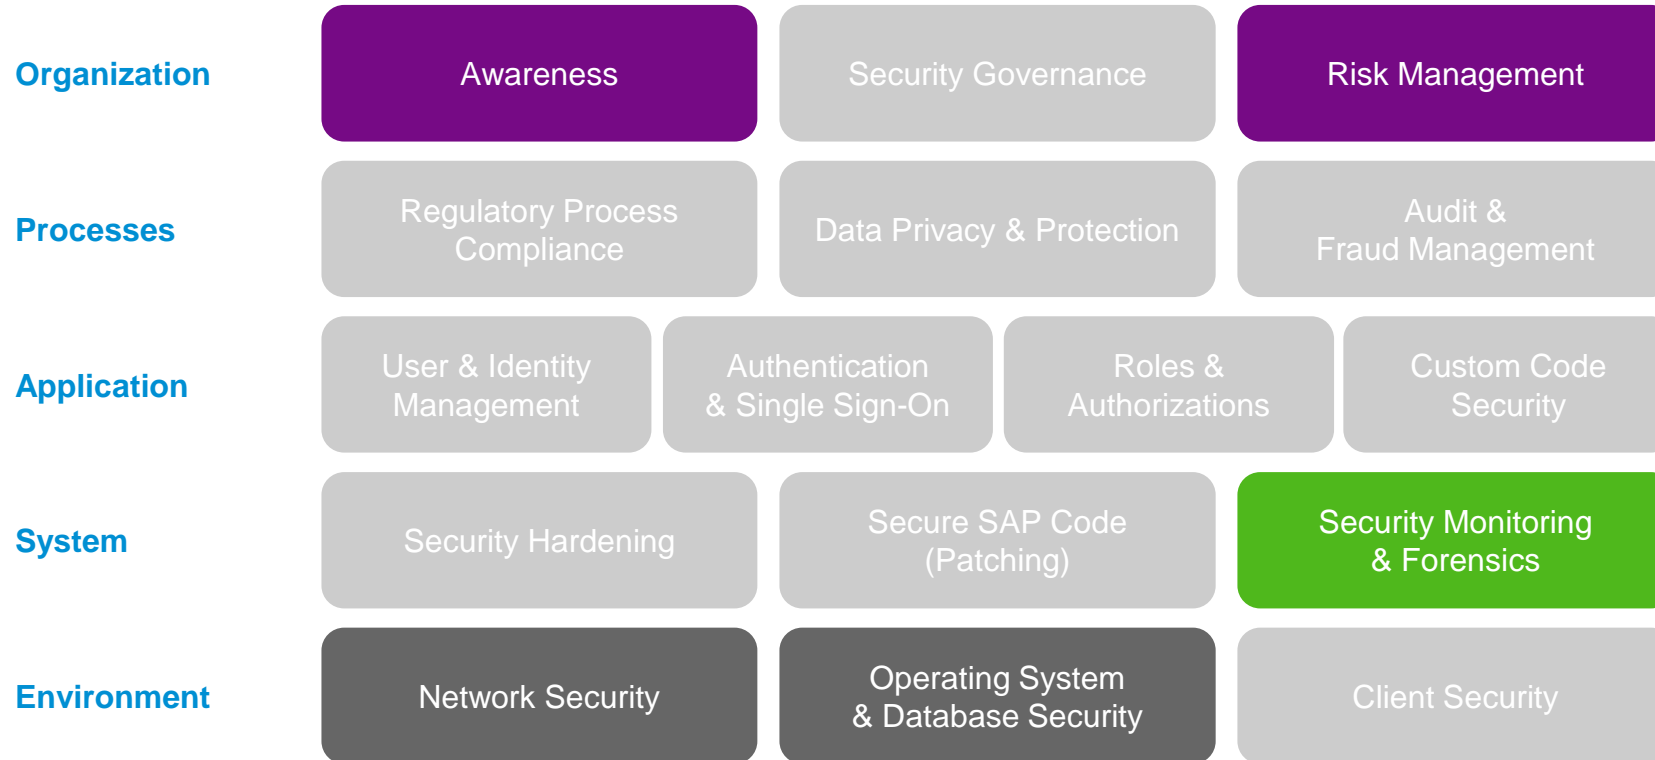 Organization
Awareness
Security Governance
Risk Management
Processes
Regulatory Process
Compliance
Data Privacy & Protection
Audit &
Fraud Management
Application
User & Identity
Management
Authentication
& Single Sign-On
Roles &
Authorizations
Custom Code
Security
System
Security Hardening
Secure SAP Code
(Patching)
Security Monitoring
& Forensics
Environment
Network Security
Operating System
& Database Security
Client Security